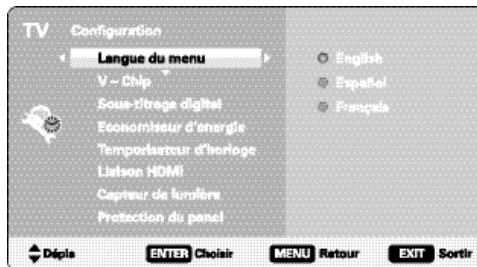 TV Configuration
Langue du menu English
V – Chip Español
Sous-titrage digital Français
Economiseur d'energie
Temporisateur d'horloge
Liaison HDMI
Capteur de lumière
Protection du panel
Dépla ENTER Choisir MENU Retour EXIT Sortir